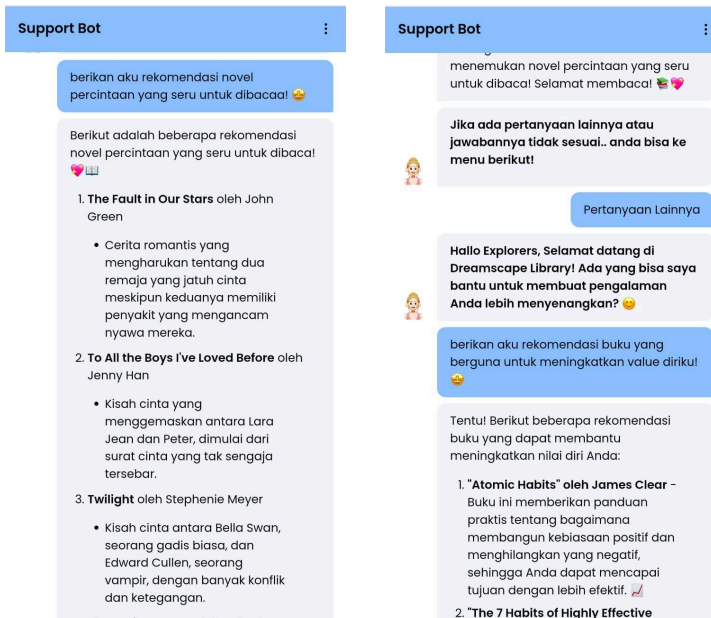 Support Bot
berikan aku rekomendasi novel
percintaan yang seru untuk dibacaa! 🤩
Berikut adalah beberapa rekomendasi
novel percintaan yang seru untuk dibaca!
💖📖
1. The Fault in Our Stars oleh John
Green
• Cerita romantis yang
mengharukan tentang dua
remaja yang jatuh cinta
meskipun keduanya memiliki
penyakit yang mengancam
nyawa mereka.
2. To All the Boys I've Loved Before oleh
Jenny Han
• Kisah cinta yang
menggemaskan antara Lara
Jean dan Peter, dimulai dari
surat cinta yang tak sengaja
tersebar.
3. Twilight oleh Stephenie Meyer
• Kisah cinta antara Bella Swan,
seorang gadis biasa, dan
Edward Cullen, seorang
vampir, dengan banyak konflik
dan ketegangan.
Support Bot
menemukan novel percintaan yang seru
untuk dibaca! Selamat membaca! 📚💖
Jika ada pertanyaan lainnya atau
jawabannya tidak sesuai.. anda bisa ke
menu berikut!
Pertanyaan Lainnya
Hallo Explorers, Selamat datang di
Dreamscape Library! Ada yang bisa saya
bantu untuk membuat pengalaman
Anda lebih menyenangkan? 😊
berikan aku rekomendasi buku yang
berguna untuk meningkatkan value diriku!
🤩
Tentu! Berikut beberapa rekomendasi
buku yang dapat membantu
meningkatkan nilai diri Anda:
1. "Atomic Habits" oleh James Clear -
Buku ini memberikan panduan
praktis tentang bagaimana
membangun kebiasaan positif dan
menghilangkan yang negatif,
sehingga Anda dapat mencapai
tujuan dengan lebih efektif. 📈
2. "The 7 Habits of Highly Effective